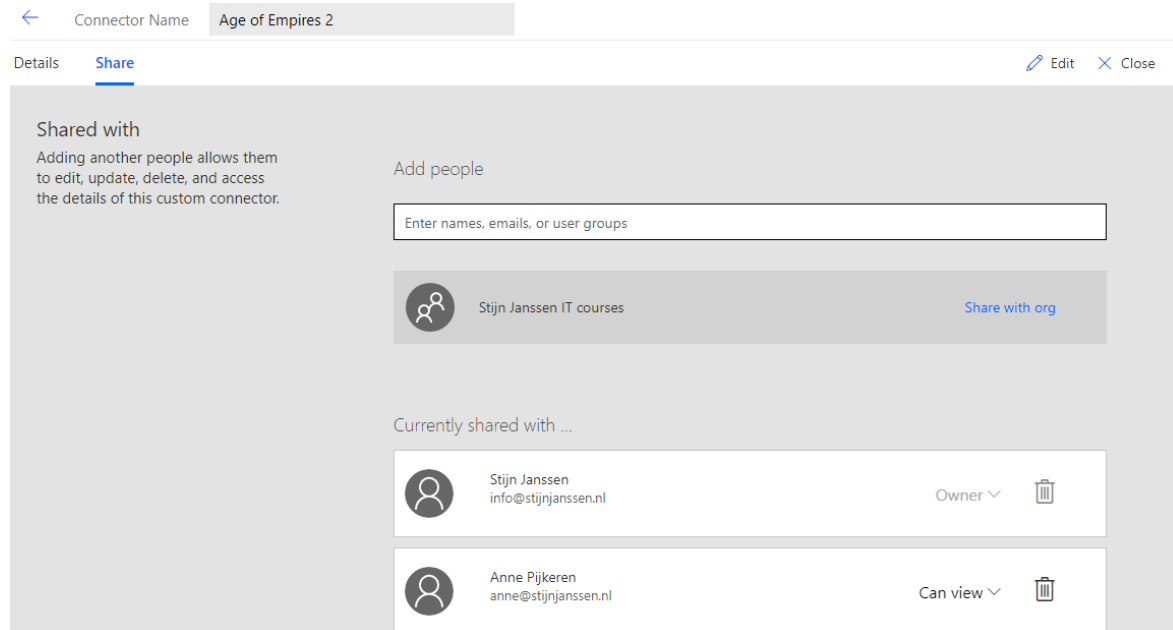 Connector Name Age of Empires 2
Details Share Edit Close
Shared with
Adding another people allows them
to edit, update, delete, and access
the details of this custom connector.
Add people
Enter names, emails, or user groups
Stijn Janssen IT courses Share with org
Currently shared with ...
Stijn Janssen
info@stijnjanssen.nl
Owner
Anne Pijkeren
anne@stijnjanssen.nl
Can view